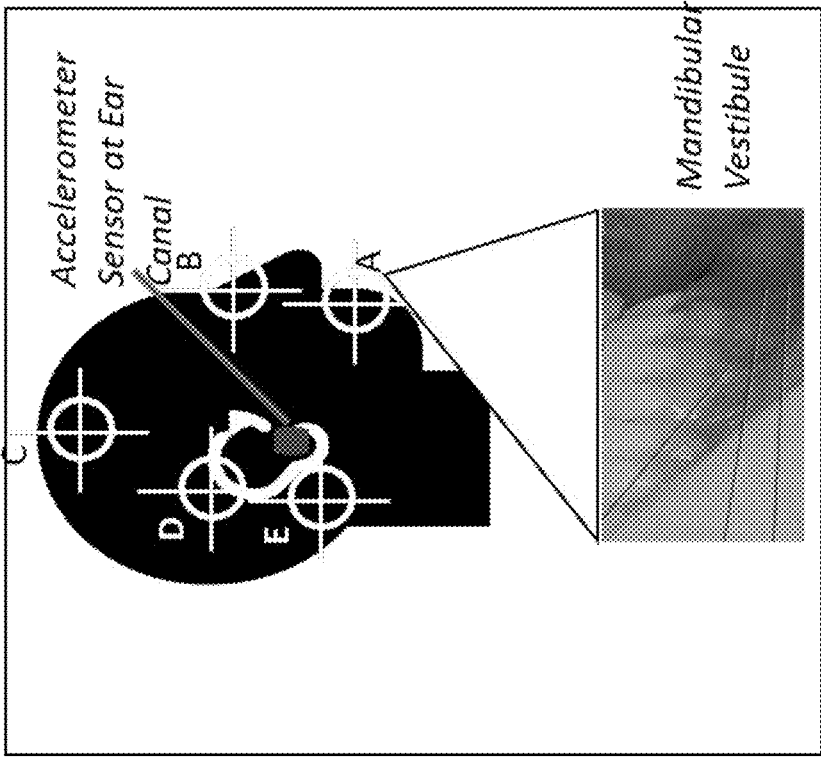 Accelerometer
Sensor at Ear
Canal
B
A
C
D
E
Mandibular
Vestibule